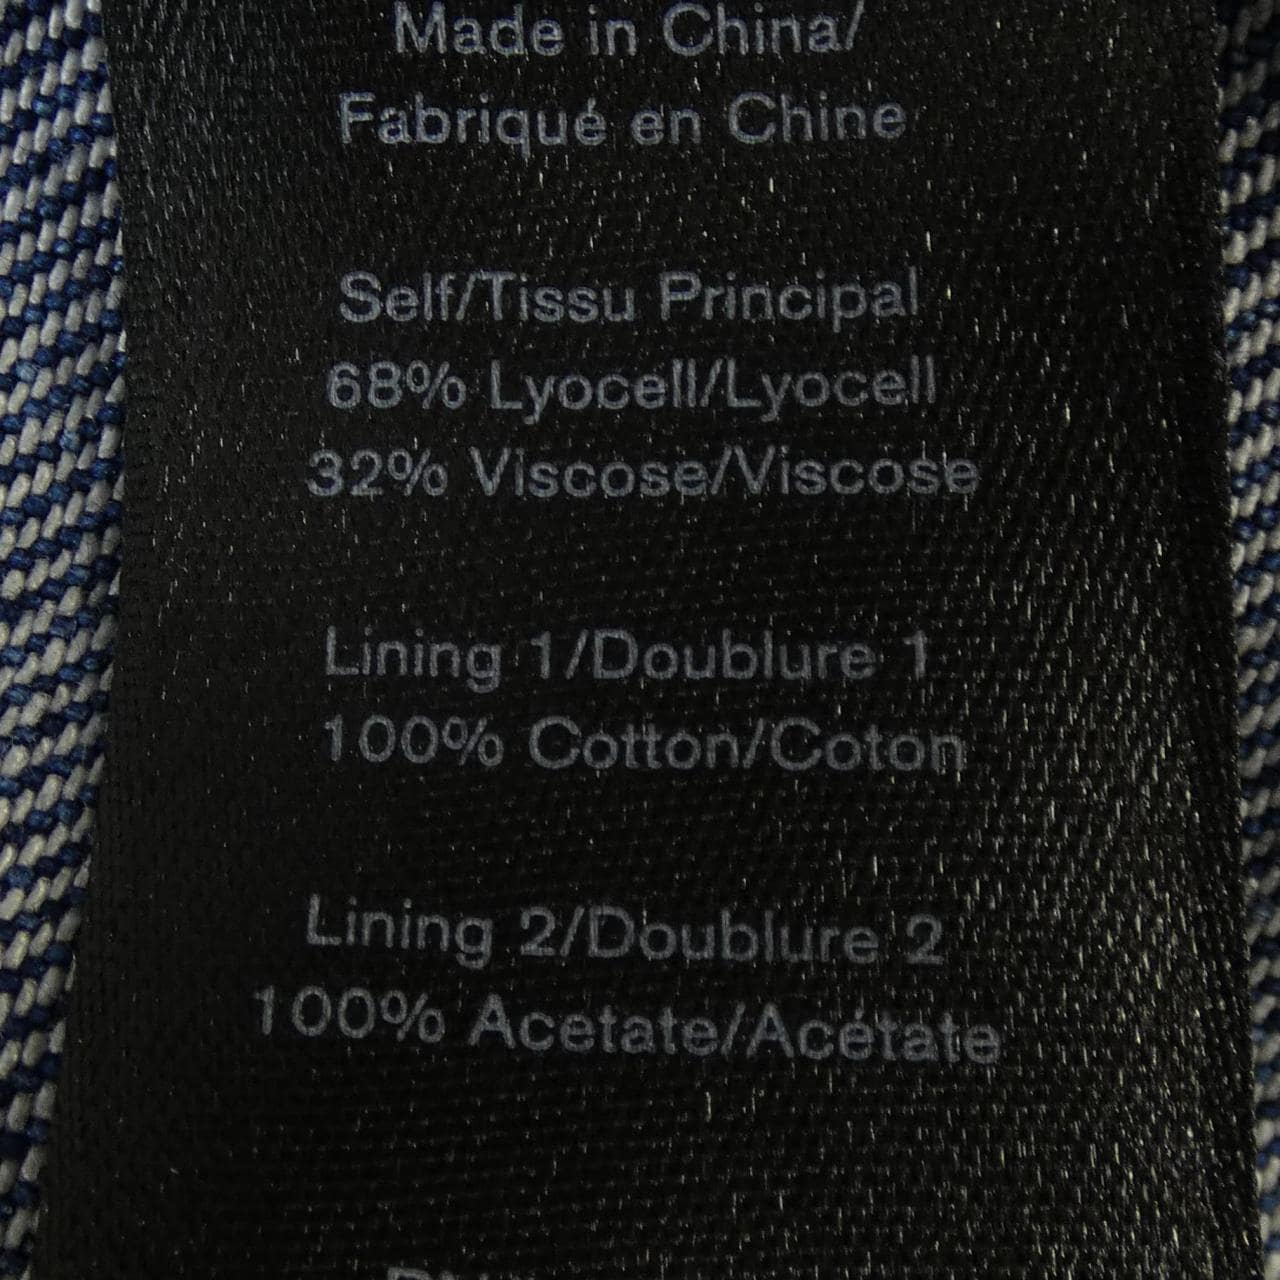 Made in China/
Fabriqué en Chine
Self/Tissu Principal
68% Lyocell/Lyocell
32% Viscose/Viscose
Lining 1/Doublure 1
100% Cotton/Coton
Lining 2/Doublure 2
100% Acetate/Acétate